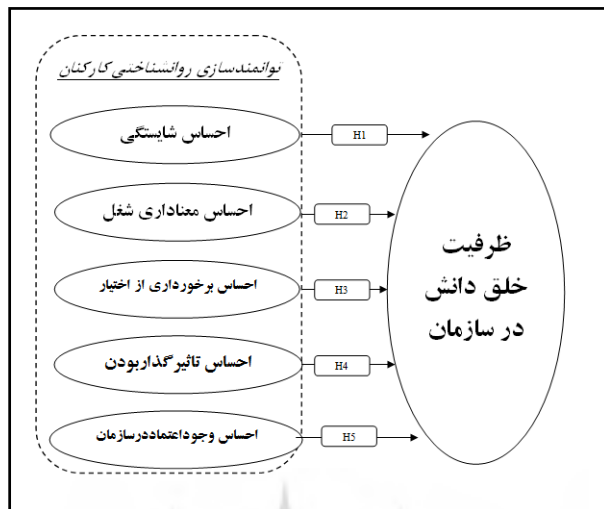 توانمندسازی روانشناختی کارکنان
احساس شایستگی
H1
احساس معناداری شغل
H2
احساس برخورداری از اختیار
H3
احساس تاثیرگذاربودن
H4
احساس وجوداعتماددرسازمان
H5
ظرفیت
خلق دانش
در سازمان